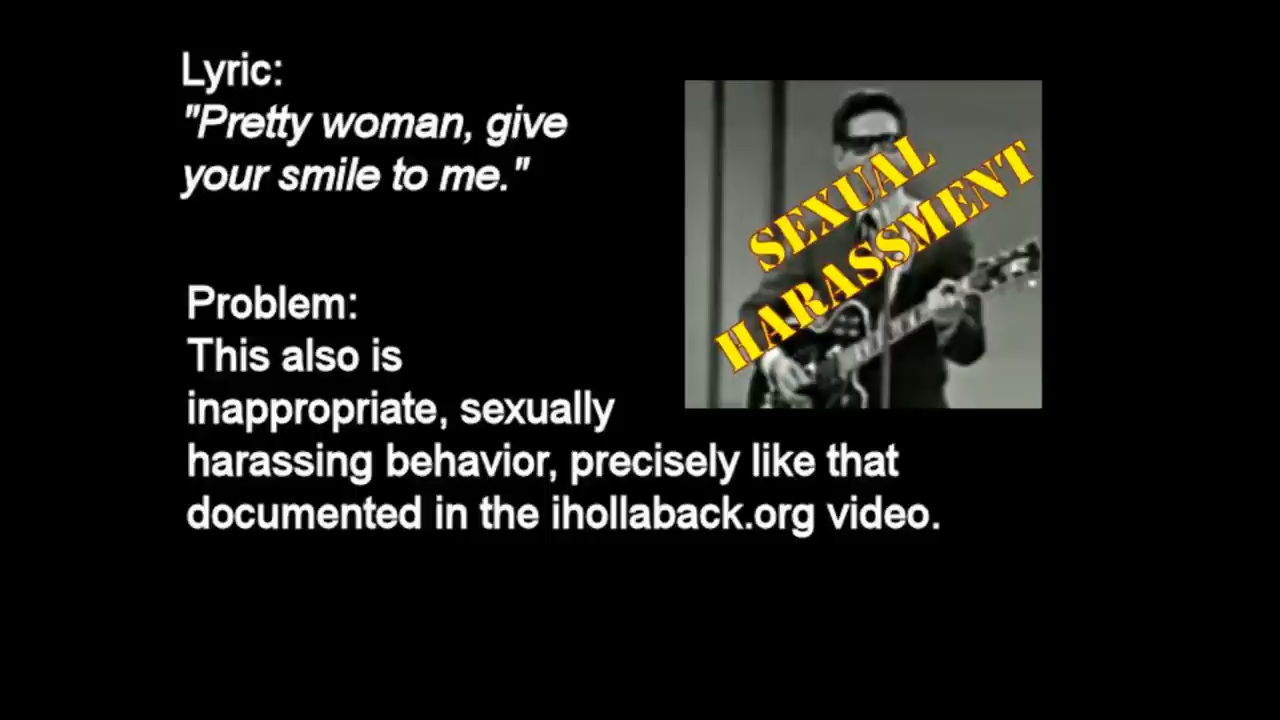 Lyric:
"Pretty woman, give
your smile to me."
SEXUAL
HARASSMENT
Problem:
This also is
inappropriate, sexually
harassing behavior, precisely like that
documented in the ihollaback.org video.